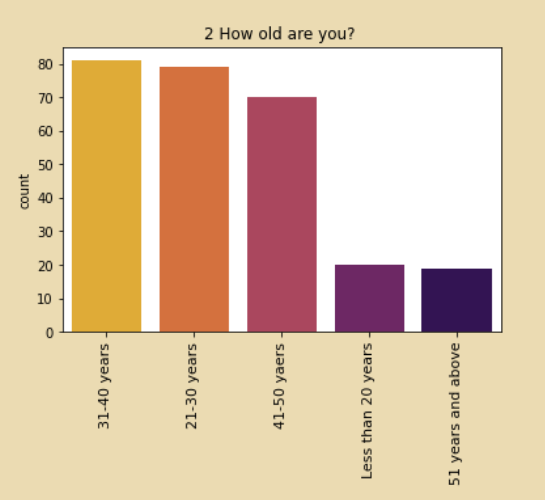 2 How old are you?
80
70
60
50
40
30
20
10
0
count
31-40 years
21-30 years
41-50 yaers
Less than 20 years
51 years and above